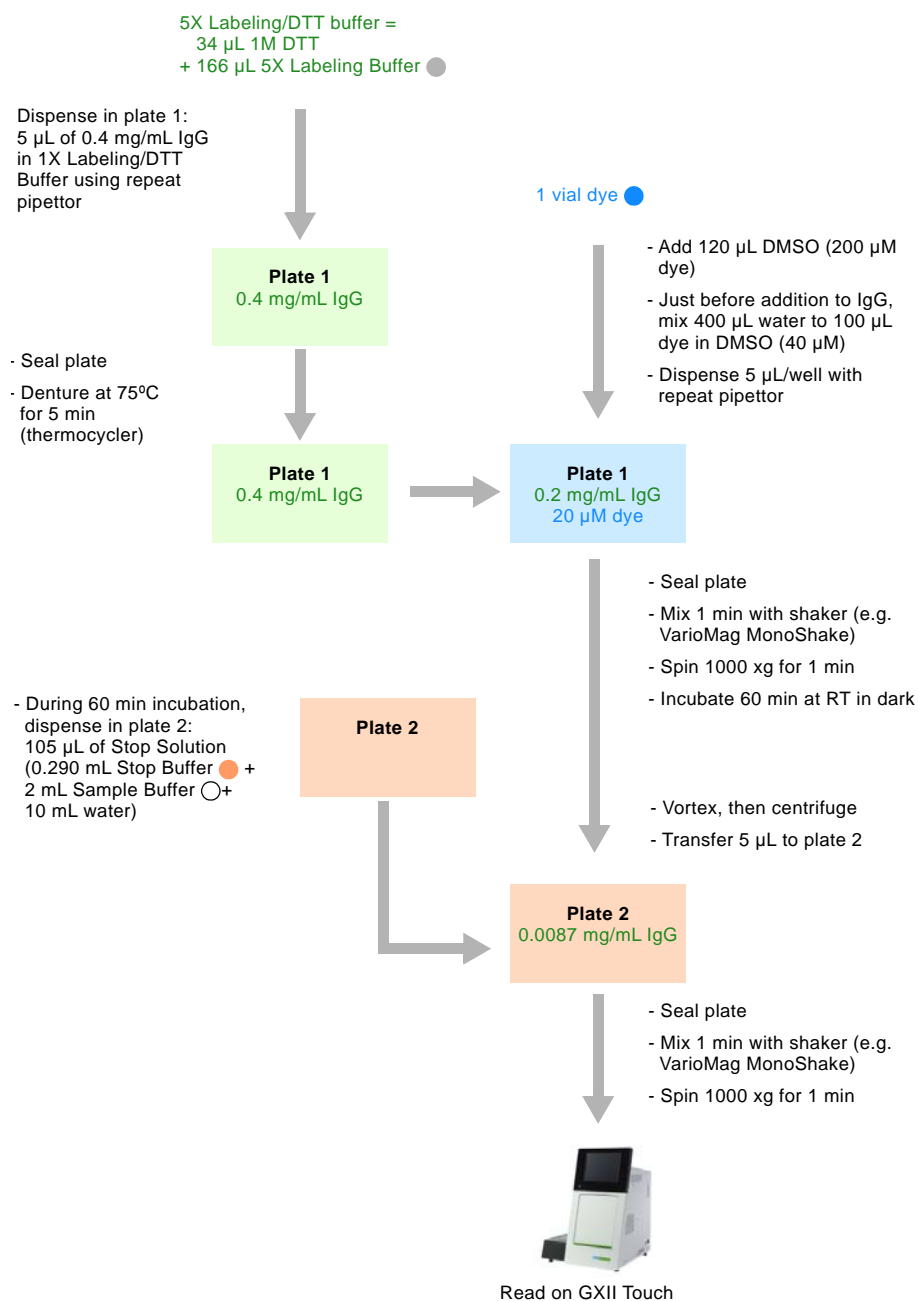 5X Labeling/DTT buffer =
34 µL 1M DTT
+ 166 µL 5X Labeling Buffer
Dispense in plate 1:
5 µL of 0.4 mg/mL IgG
in 1X Labeling/DTT
Buffer using repeat
pipettor
1 vial dye
Plate 1
0.4 mg/mL IgG
- Add 120 µL DMSO (200 µM
dye)
- Just before addition to IgG,
mix 400 µL water to 100 µL
dye in DMSO (40 µM)
- Dispense 5 µL/well with
repeat pipettor
- Seal plate
- Denture at 75ºC
for 5 min
(thermocycler)
Plate 1
0.4 mg/mL IgG
Plate 1
0.2 mg/mL IgG
20 µM dye
- Seal plate
- Mix 1 min with shaker (e.g.
VarioMag MonoShake)
- Spin 1000 xg for 1 min
- Incubate 60 min at RT in dark
- During 60 min incubation,
dispense in plate 2:
105 µL of Stop Solution
(0.290 mL Stop Buffer +
2 mL Sample Buffer +
10 mL water)
Plate 2
- Vortex, then centrifuge
- Transfer 5 µL to plate 2
Plate 2
0.0087 mg/mL IgG
- Seal plate
- Mix 1 min with shaker (e.g.
VarioMag MonoShake)
- Spin 1000 xg for 1 min
Read on GXII Touch